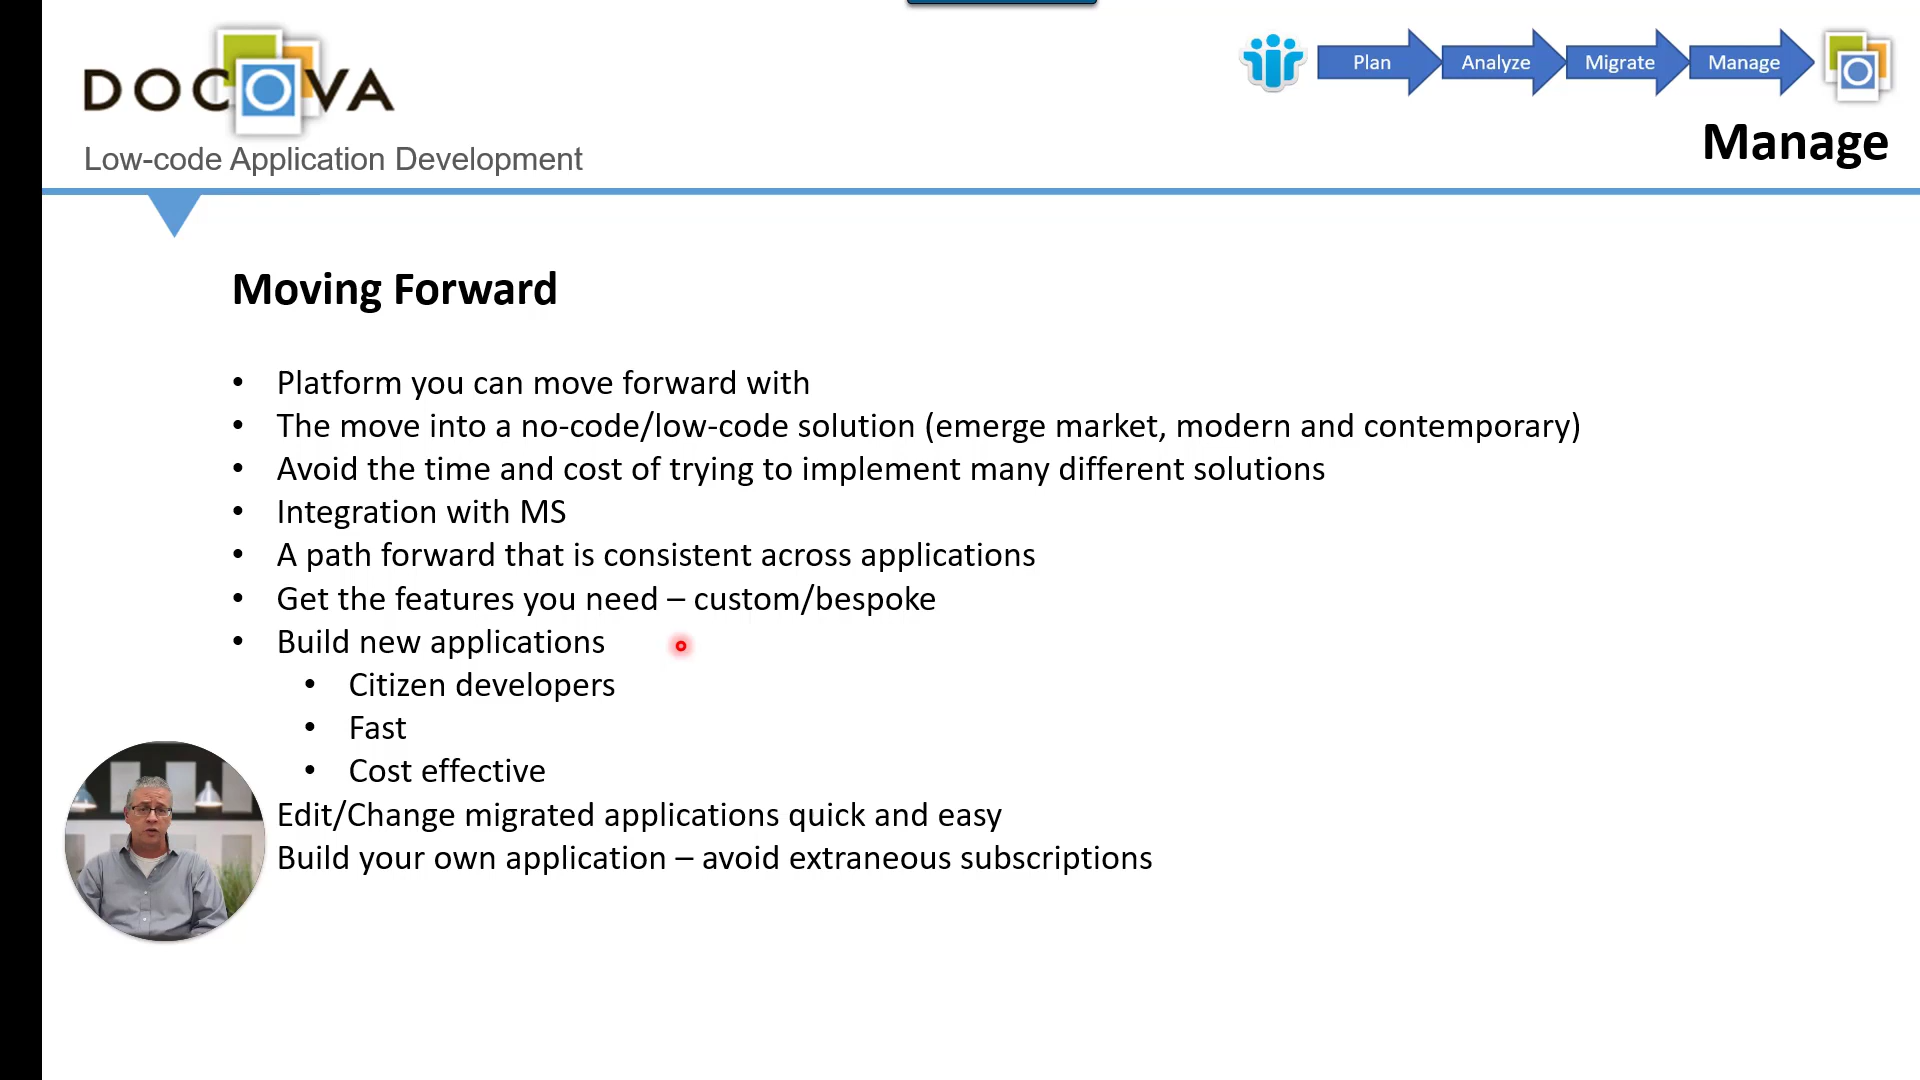 DOCOVA
Low-code Application Development
Plan
Analyze
Migrate
Manage
Manage
Moving Forward
• Platform you can move forward with
• The move into a no-code/low-code solution (emerge market, modern and contemporary)
• Avoid the time and cost of trying to implement many different solutions
• Integration with MS
• A path forward that is consistent across applications
• Get the features you need – custom/bespoke
• Build new applications
• Citizen developers
• Fast
• Cost effective
Edit/Change migrated applications quick and easy
Build your own application – avoid extraneous subscriptions